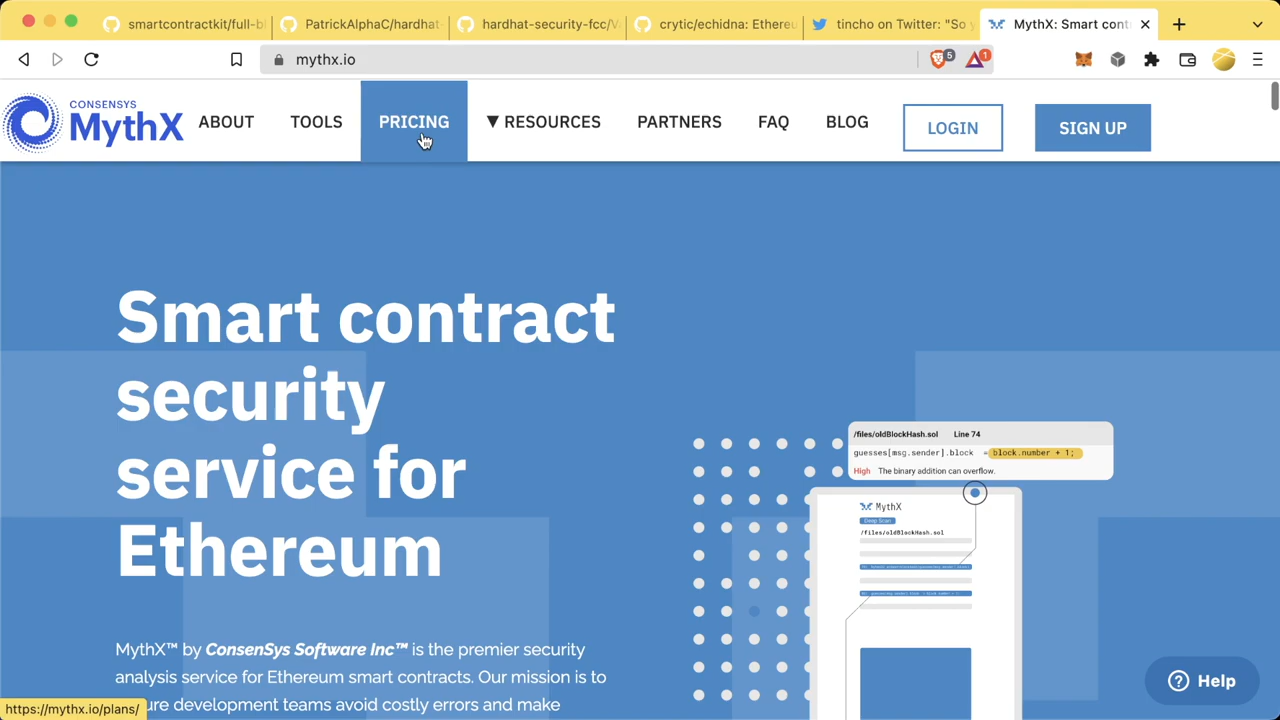 smartcontractkit/full-bl
PatrickAlphaC/hardhat-
hardhat-security-fcc/V
crytic/echidna: Ethereu
tincho on Twitter: "So y
MythX: Smart cont
mythx.io
5
1
CONSENSYS
MythX
ABOUT
TOOLS
PRICING
▼ RESOURCES
PARTNERS
FAQ
BLOG
LOGIN
SIGN UP
Smart contract
security
service for
Ethereum
/files/oldBlockHash.sol Line 74
guesses[msg.sender].block = block.number + 1;
High The binary addition can overflow.
MythX
Deep Scan
/files/oldBlockHash.sol
MythX™ by ConsenSys Software Inc™ is the premier security
analysis service for Ethereum smart contracts. Our mission is to
ure development teams avoid costly errors and make
Help
https://mythx.io/plans/